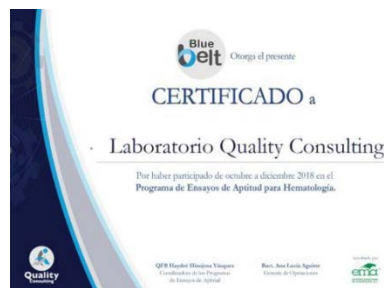 Blue
belt
Otorga el presente
CERTIFICADO a
Laboratorio Quality Consulting
Por haber participado de octubre a diciembre 2018 en el
Programa de Ensayos de Aptitud para Hematología.
QFB Haydeé Hinojosa Vázquez
Coordinadora de los Programas
de Ensayos de Aptitud
Bact. Ana Lucía Aguirre
Gerente de Operaciones
Quality
Consulting
ema